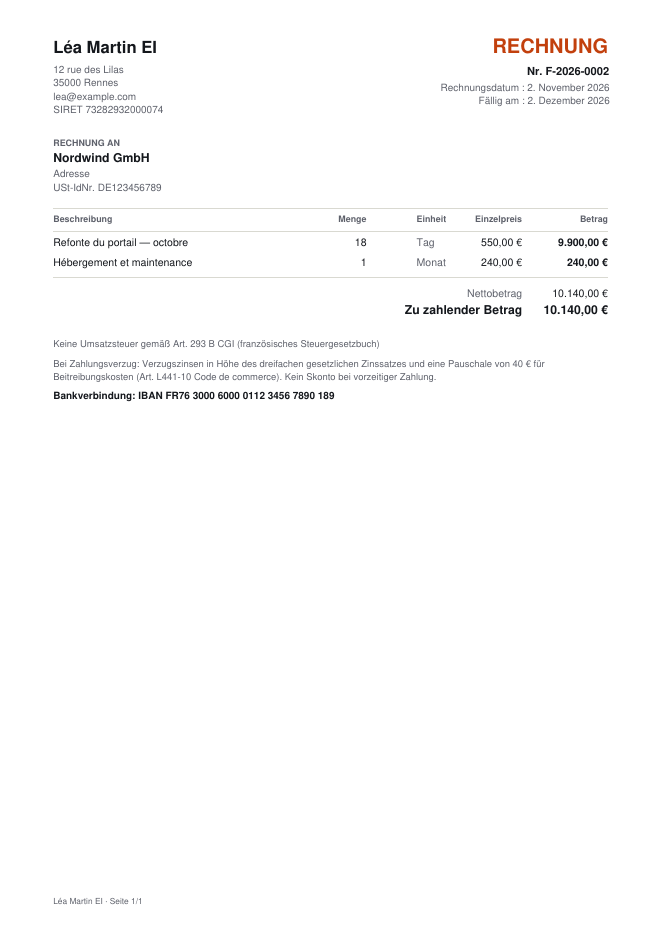 Léa Martin EI
RECHNUNG
12 rue des Lilas
35000 Rennes
lea@example.com
SIRET 73282932000074
Nr. F-2026-0002
Rechnungsdatum : 2. November 2026
Fällig am : 2. Dezember 2026
RECHNUNG AN
Nordwind GmbH
Adresse
USt-IdNr. DE123456789
Beschreibung Menge Einheit Einzelpreis Betrag
Refonte du portail — octobre 18 Tag 550,00 € 9.900,00 €
Hébergement et maintenance 1 Monat 240,00 € 240,00 €
Nettobetrag 10.140,00 €
Zu zahlender Betrag 10.140,00 €
Keine Umsatzsteuer gemäß Art. 293 B CGI (französisches Steuergesetzbuch)
Bei Zahlungsverzug: Verzugszinsen in Höhe des dreifachen gesetzlichen Zinssatzes und eine Pauschale von 40 € für
Beitreibungskosten (Art. L441-10 Code de commerce). Kein Skonto bei vorzeitiger Zahlung.
Bankverbindung: IBAN FR76 3000 6000 0112 3456 7890 189
Léa Martin EI · Seite 1/1